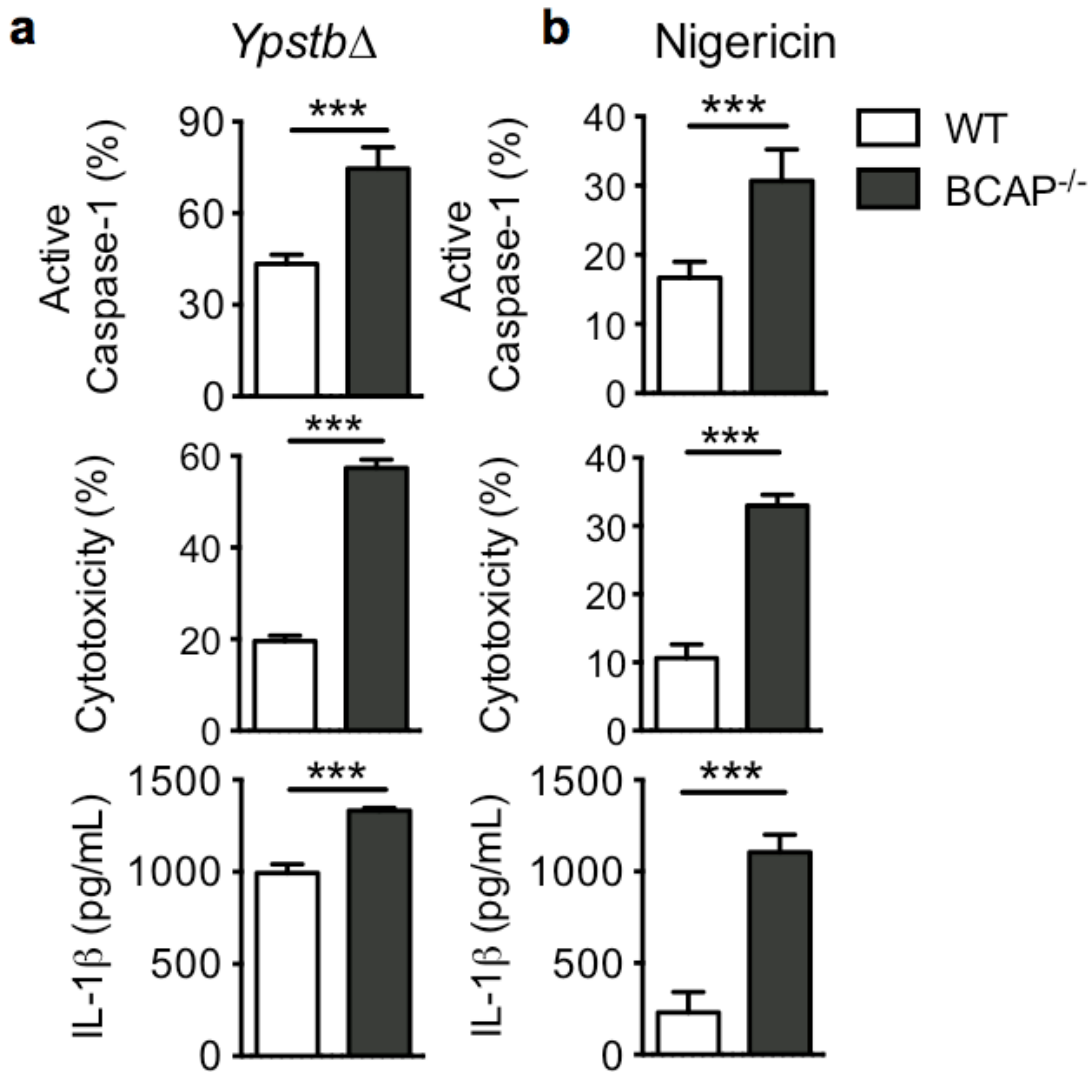 a
YpstbΔ
b
Nigericin
WT
BCAP-/-
Active
Caspase-1 (%)
90
60
30
0
***
Active
Caspase-1 (%)
40
30
20
10
0
***
Cytotoxicity (%)
60
40
20
0
***
Cytotoxicity (%)
40
30
20
10
0
***
IL-1β (pg/mL)
1500
1000
500
0
***
IL-1β (pg/mL)
1500
1000
500
0
***